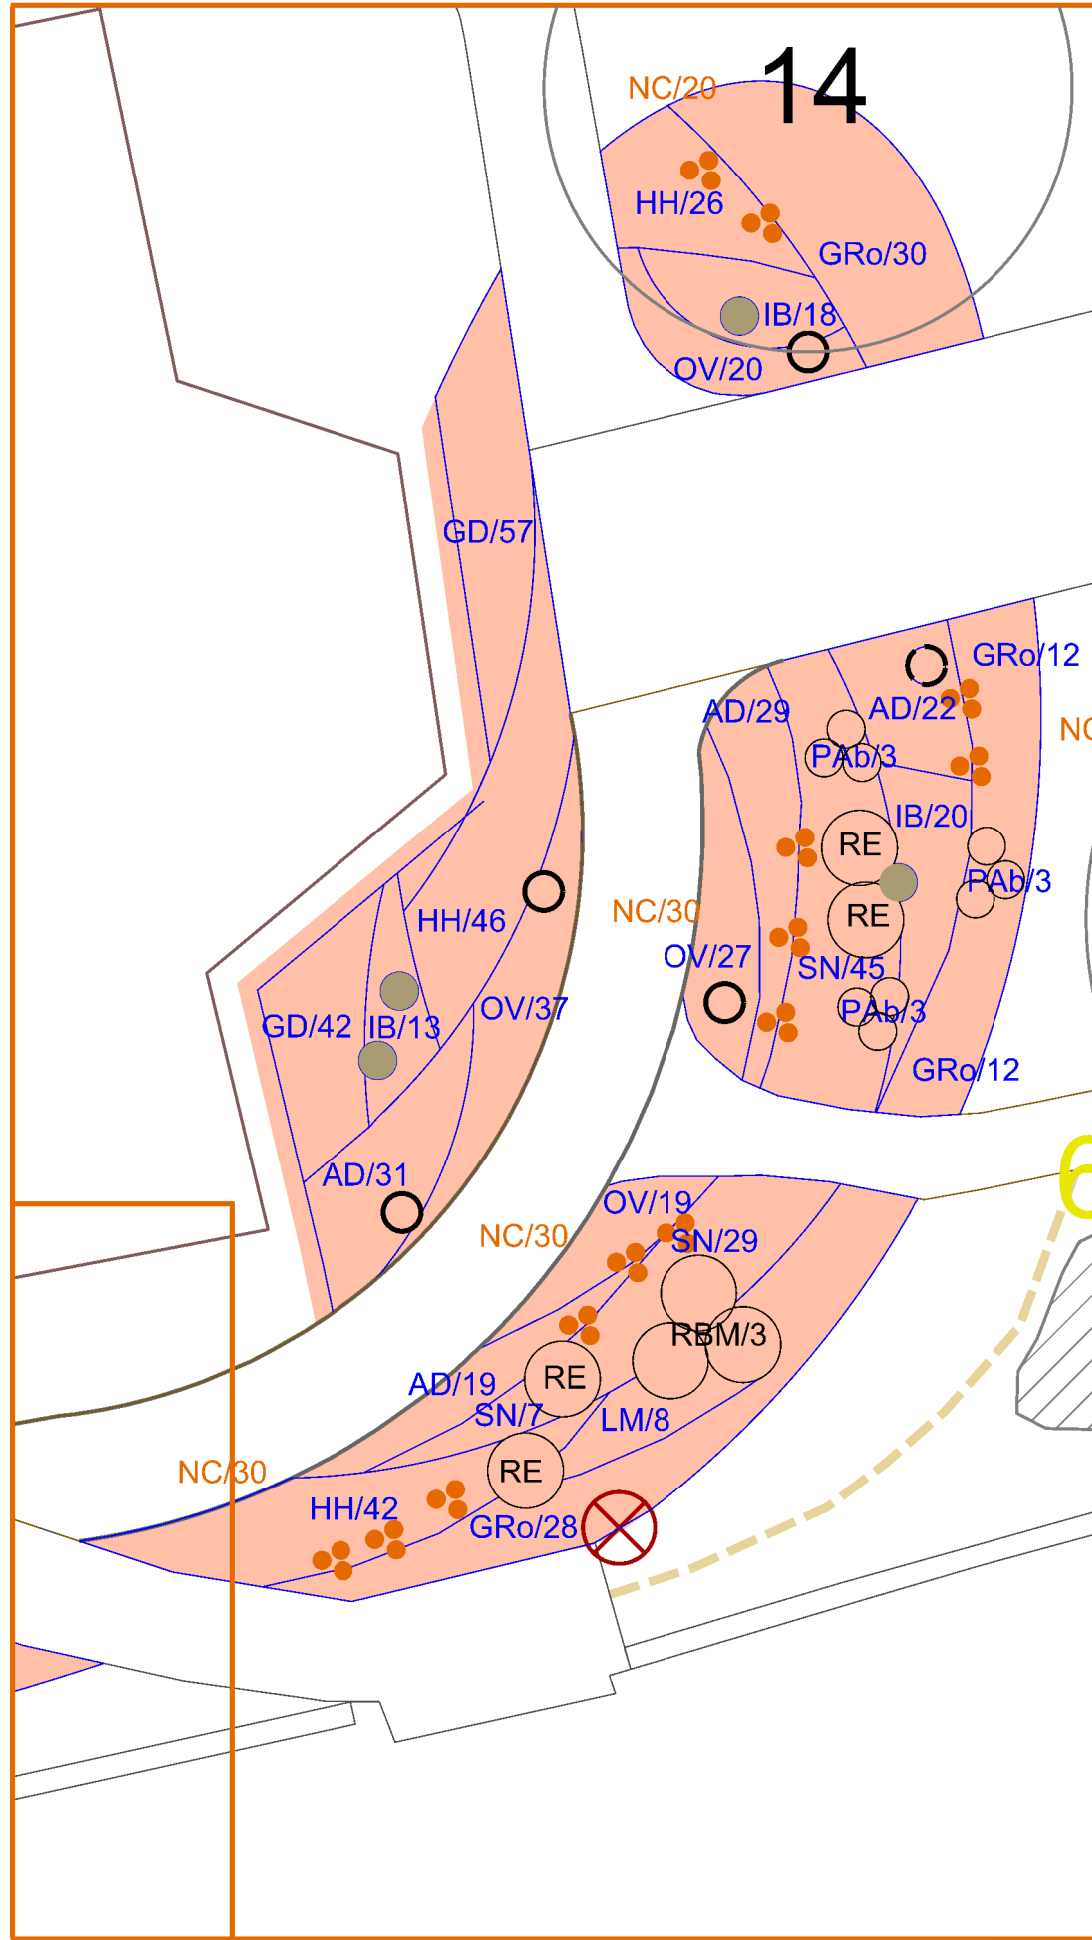 14
NC/20
HH/26
GRo/30
IB/18
OV/20
GD/57
GRo/12
AD/29
AD/22
NC
PAb/3
IB/20
RE
PAb/3
NC/30
HH/46
RE
OV/27
SN/45
OV/37
PAb/3
GD/42
IB/13
GRo/12
AD/31
6
OV/19
NC/30
SN/29
RBM/3
RE
AD/19
SN/7
LM/8
NC/30
RE
HH/42
GRo/28